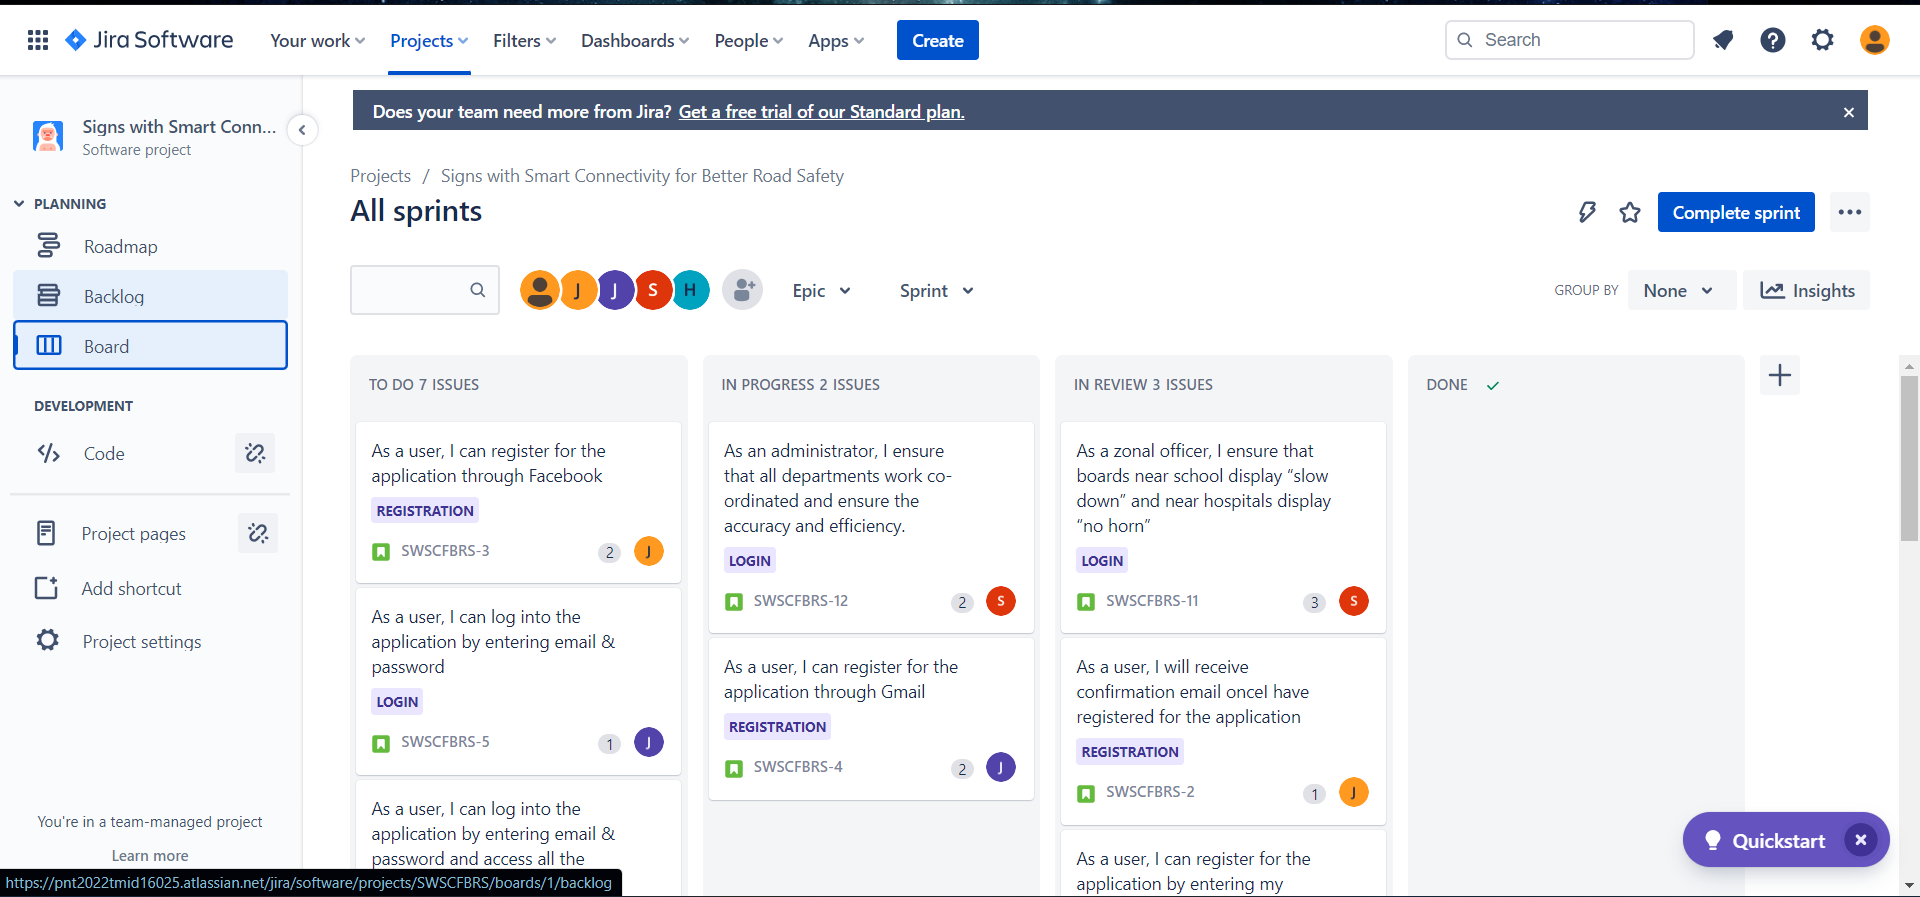 Jira Software
Your work
Projects
Filters
Dashboards
People
Apps
Create
Search
Does your team need more from Jira? Get a free trial of our Standard plan.
Signs with Smart Conn...
Software project
Projects / Signs with Smart Connectivity for Better Road Safety
All sprints
Complete sprint
PLANNING
Roadmap
Backlog
Board
DEVELOPMENT
Code
Project pages
Add shortcut
Project settings
You're in a team-managed project
Learn more
J
J
S
H
Epic
Sprint
GROUP BY
None
Insights
TO DO 7 ISSUES
As a user, I can register for the
application through Facebook
REGISTRATION
SWSCFBRS-3
2
J
As a user, I can log into the
application by entering email &
password
LOGIN
SWSCFBRS-5
1
J
As a user, I can log into the
application by entering email &
password and access all the
IN PROGRESS 2 ISSUES
As an administrator, I ensure
that all departments work co-
ordinated and ensure the
accuracy and efficiency.
LOGIN
SWSCFBRS-12
2
S
As a user, I can register for the
application through Gmail
REGISTRATION
SWSCFBRS-4
2
J
IN REVIEW 3 ISSUES
As a zonal officer, I ensure that
boards near school display “slow
down” and near hospitals display
“no horn”
LOGIN
SWSCFBRS-11
3
S
As a user, I will receive
confirmation email onceI have
registered for the application
REGISTRATION
SWSCFBRS-2
1
J
As a user, I can register for the
application by entering my
DONE
Quickstart
https://pnt2022tmid16025.atlassian.net/jira/software/projects/SWSCFBRS/boards/1/backlog